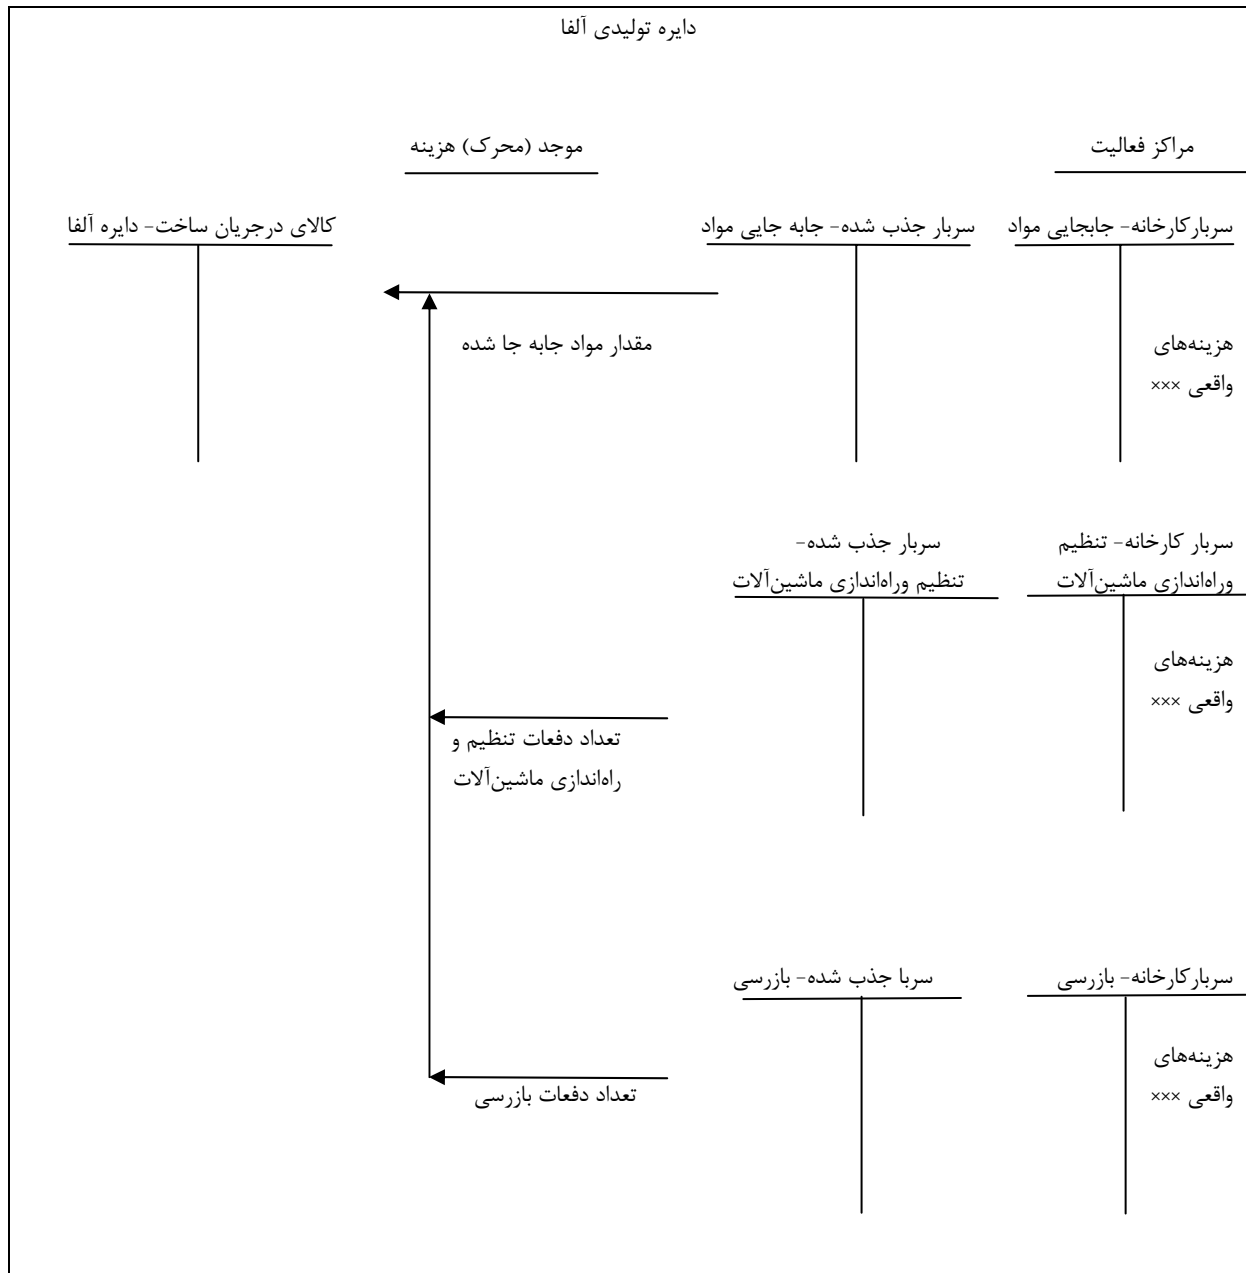 دایره تولیدی آلفا
مراکز فعالیت
موجد (محرک) هزینه
سربارکارخانه- جابجایی مواد
سربار جذب شده- جابه جایی مواد
کالای درجریان ساخت- دایره آلفا
مقدار مواد جابه جا شده
هزینه‌های
واقعی ×××
سربار کارخانه- تنظیم
وراه‌اندازی ماشین‌آلات
سربار جذب شده-
تنظیم وراه‌اندازی ماشین‌آلات
هزینه‌های
واقعی ×××
تعداد دفعات تنظیم و
راه‌اندازی ماشین‌آلات
سربارکارخانه- بازرسی
سربا جذب شده- بازرسی
هزینه‌های
واقعی ×××
تعداد دفعات بازرسی